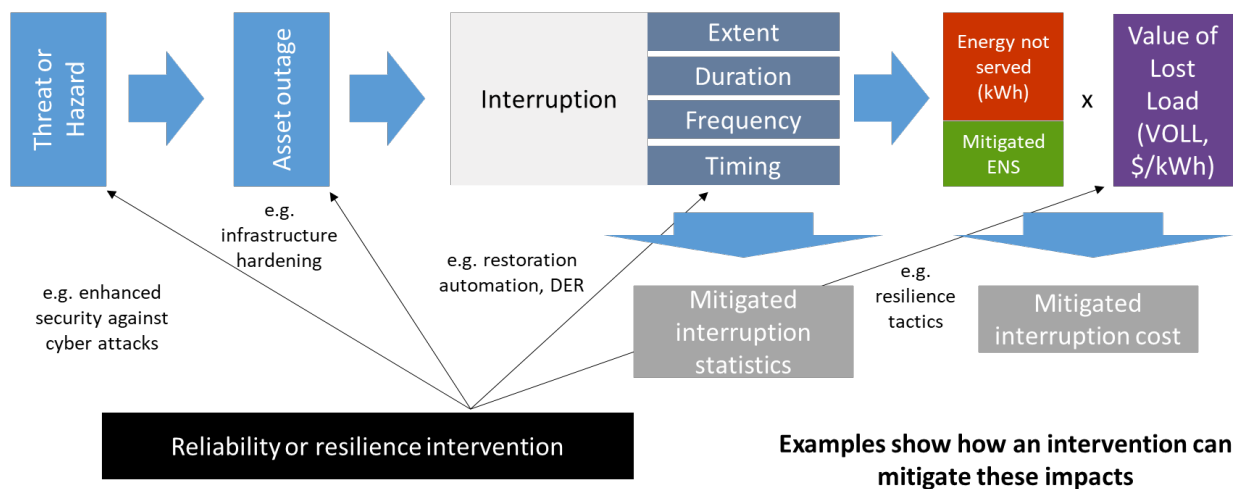 Threat or
Hazard
Asset outage
Interruption
Extent
Duration
Frequency
Timing
Energy not
served
(kWh)
Mitigated
ENS
x
Value of
Lost
Load
(VOLL,
$/kWh)
e.g.
infrastructure
hardening
e.g. restoration
automation, DER
e.g.
resilience
tactics
e.g. enhanced
security against
cyber attacks
Mitigated
interruption
statistics
Mitigated
interruption cost
Reliability or resilience intervention
Examples show how an intervention can
mitigate these impacts